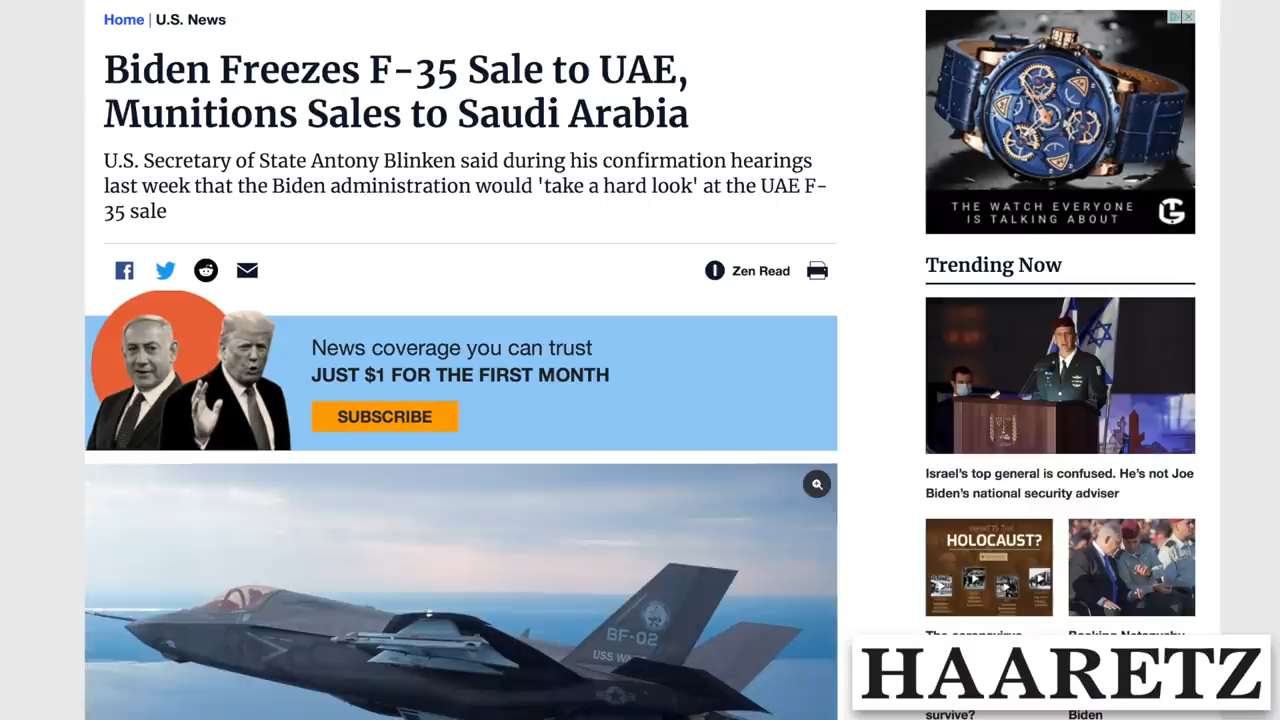 Home | U.S. News
Biden Freezes F-35 Sale to UAE,
Munitions Sales to Saudi Arabia
U.S. Secretary of State Antony Blinken said during his confirmation hearings
last week that the Biden administration would 'take a hard look' at the UAE F-
35 sale
Zen Read
News coverage you can trust
JUST $1 FOR THE FIRST MONTH
SUBSCRIBE
BF-02
USS WA
THE WATCH EVERYONE
IS TALKING ABOUT
Trending Now
Israel's top general is confused. He's not Joe
Biden's national security adviser
HOLOCAUST?
HAARETZ
survive?
Biden